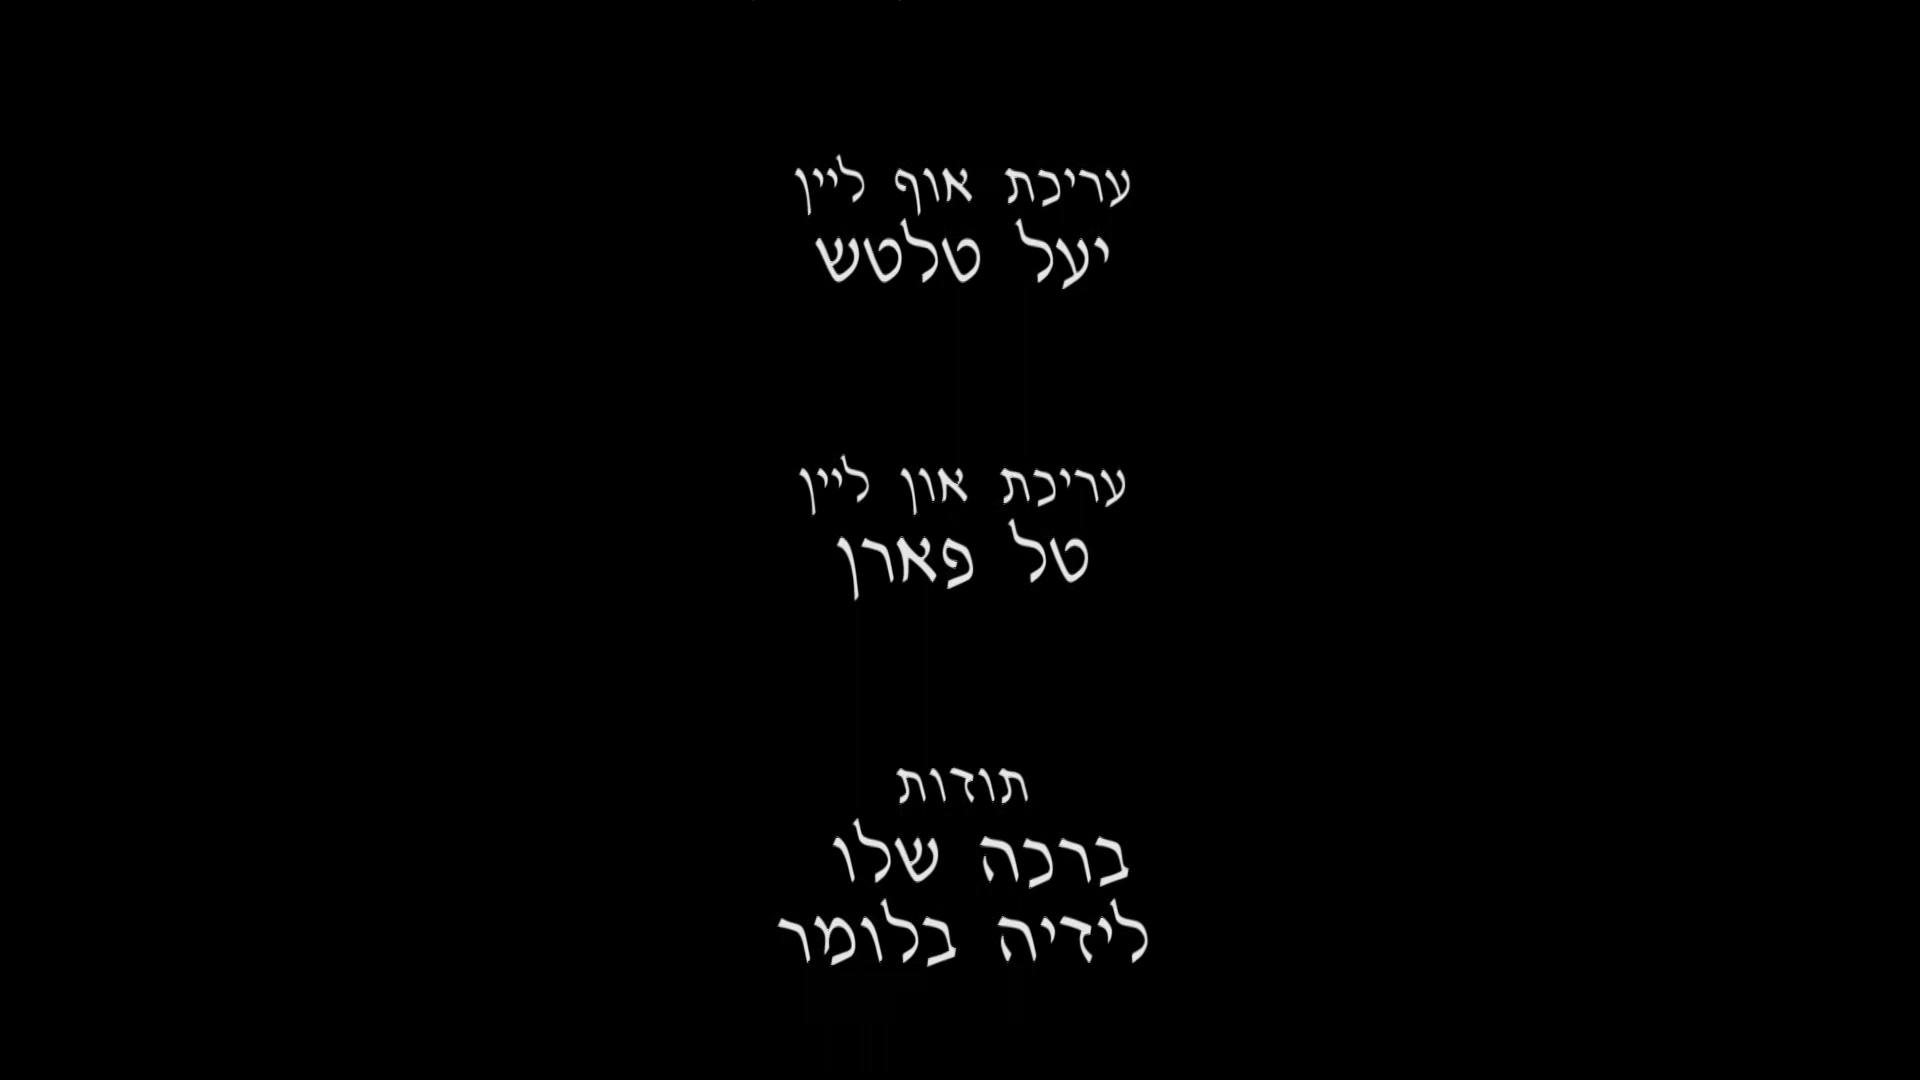 עריכת אוף ליין
יעל טלטש
עריכת און ליין
טל פארן
תודות
ברכה שלו
לידיה בלומר